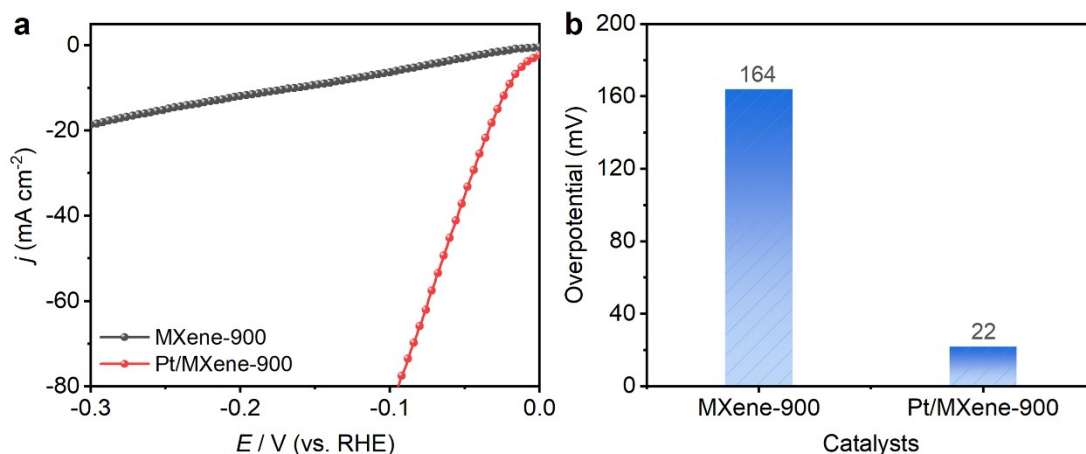 a
0
-20
-40
-60
-80
j (mA cm-2)
MXene-900
Pt/MXene-900
-0.3 -0.2 -0.1 0.0
E / V (vs. RHE)
b
200
160
120
80
40
0
Overpotential (mV)
164
22
MXene-900 Pt/MXene-900
Catalysts